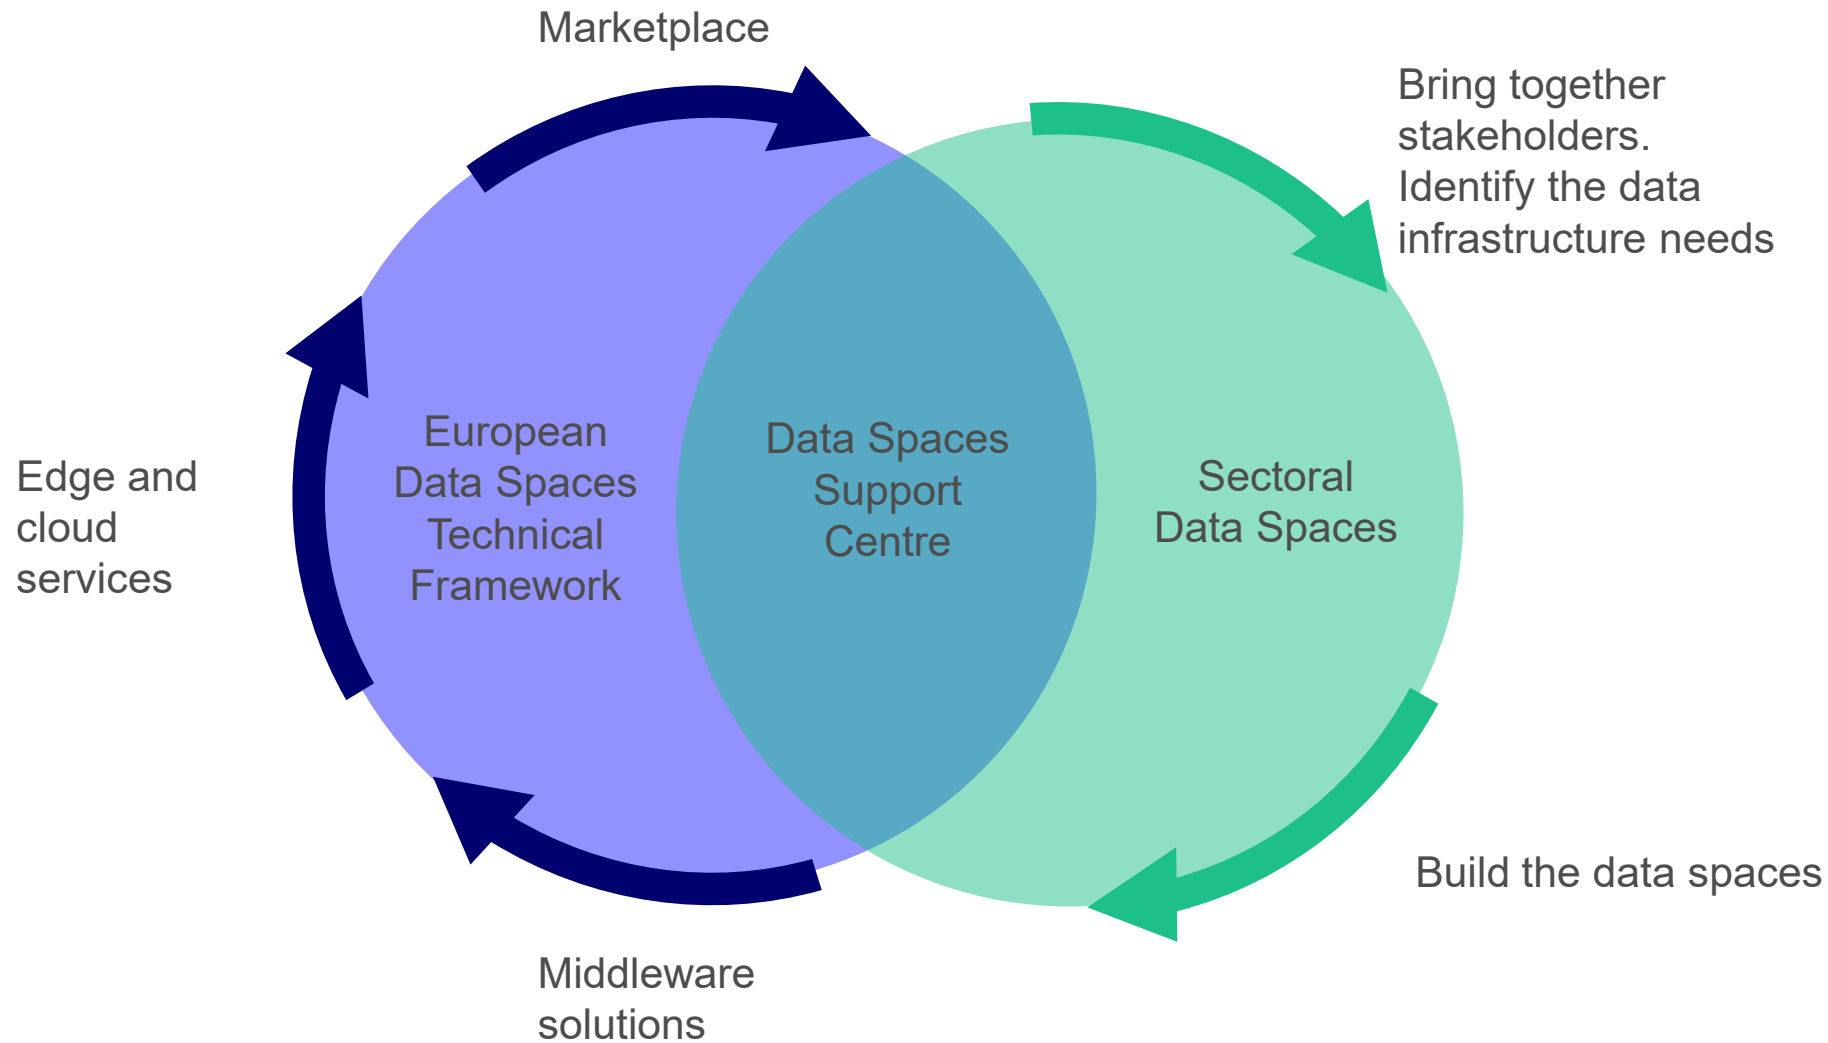 Marketplace
Bring together
stakeholders.
Identify the data
infrastructure needs
Edge and
cloud
services
European
Data Spaces
Technical
Framework
Data Spaces
Support
Centre
Sectoral
Data Spaces
Build the data spaces
Middleware
solutions